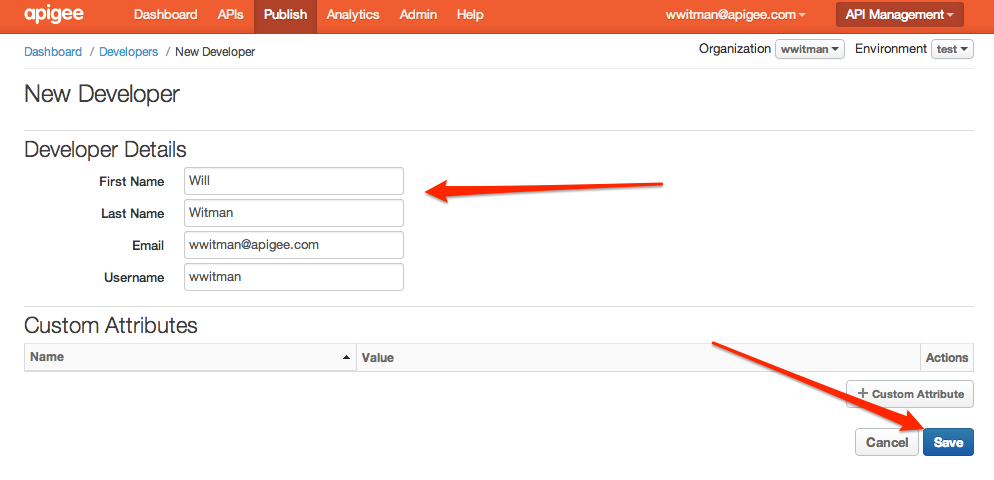 apigee Dashboard APIs Publish Analytics Admin Help wwitman@apigee.com API Management
Dashboard / Developers / New Developer Organization wwitman Environment test
New Developer
Developer Details
First Name Will
Last Name Witman
Email wwitman@apigee.com
Username wwitman
Custom Attributes
Name Value Actions
+ Custom Attribute
Cancel Save